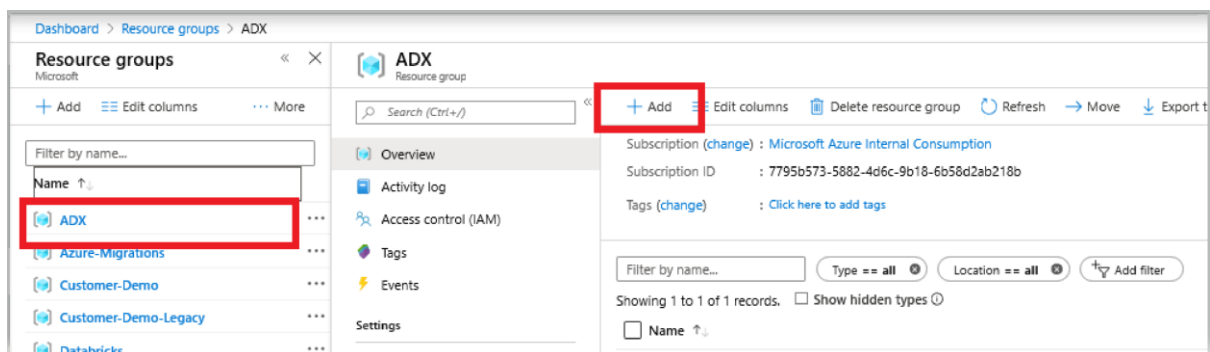 Dashboard > Resource groups > ADX
Resource groups
Microsoft
+ Add Edit columns ... More
Filter by name...
Name ↑↓
ADX ...
Azure-Migrations ...
Customer-Demo ...
Customer-Demo-Legacy ...
Databricks ...
ADX
Resource group
Search (Ctrl+/)
Overview
Activity log
Access control (IAM)
Tags
Events
Settings
+ Add Edit columns Delete resource group Refresh → Move Export t
Subscription (change) : Microsoft Azure Internal Consumption
Subscription ID : 7795b573-5882-4d6c-9b18-6b58d2ab218b
Tags (change) : Click here to add tags
Filter by name... Type == all Location == all Add filter
Showing 1 to 1 of 1 records. Show hidden types
Name ↑↓